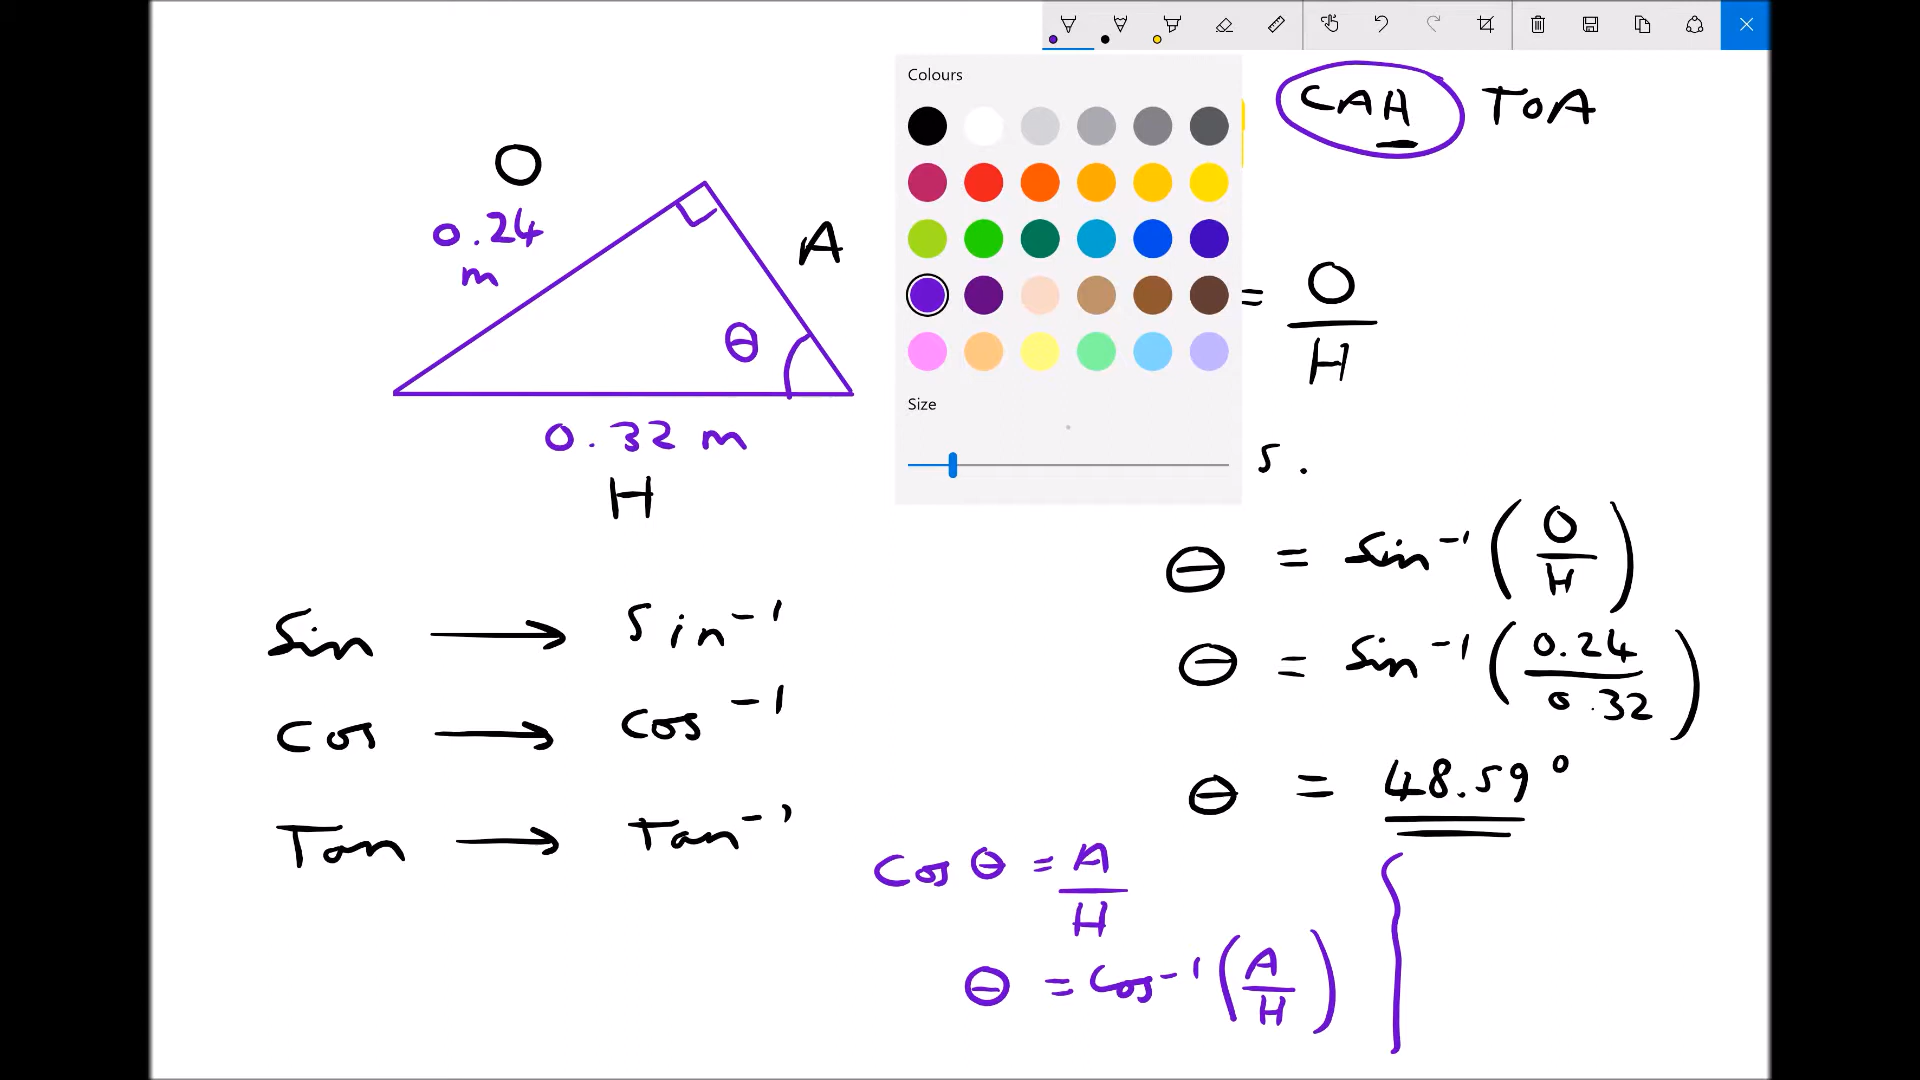 Colours
CAH TOA
O
0.24
m
A
θ
= O
H
Size
0.32 m
H
s.
θ = Sin⁻¹ (O
H)
Sin → Sin⁻¹
θ = Sin⁻¹ (0.24
0.32)
Cos → Cos⁻¹
θ = 48.59°
Tan → Tan⁻¹
Cos θ = A
H
θ = Cos⁻¹ (A
H)